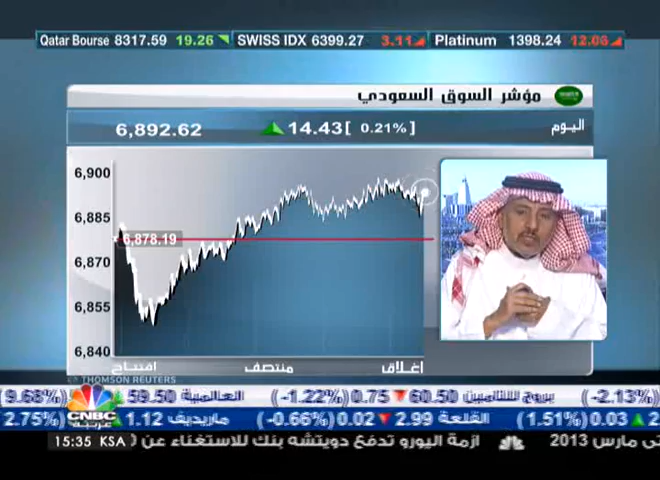 Qatar Bourse 8317.59 19.26 SWISS IDX 6399.27 3.11 Platinum 1398.24 12.06
مؤشر السوق السعودي
اليوم 14.43[ 0.21%] 6,892.62
6,900
6,885
6,878.19
6,870
6,855
6,840
افتتاح منتصف إغلاق
THOMSON REUTERS
9.68%) 59.50 العالمية (-1.22%) 0.75 60.50 بروج للتأمين (-2.13%)
2.75%) 1.12 ماريديف (-0.66%) 0.02 2.99 القلعة (1.51%) 0.03
CNBC
عربية
15:35 KSA ازمة اليورو تدفع دويتشه بنك للاستغناء عن تى مارس 2013